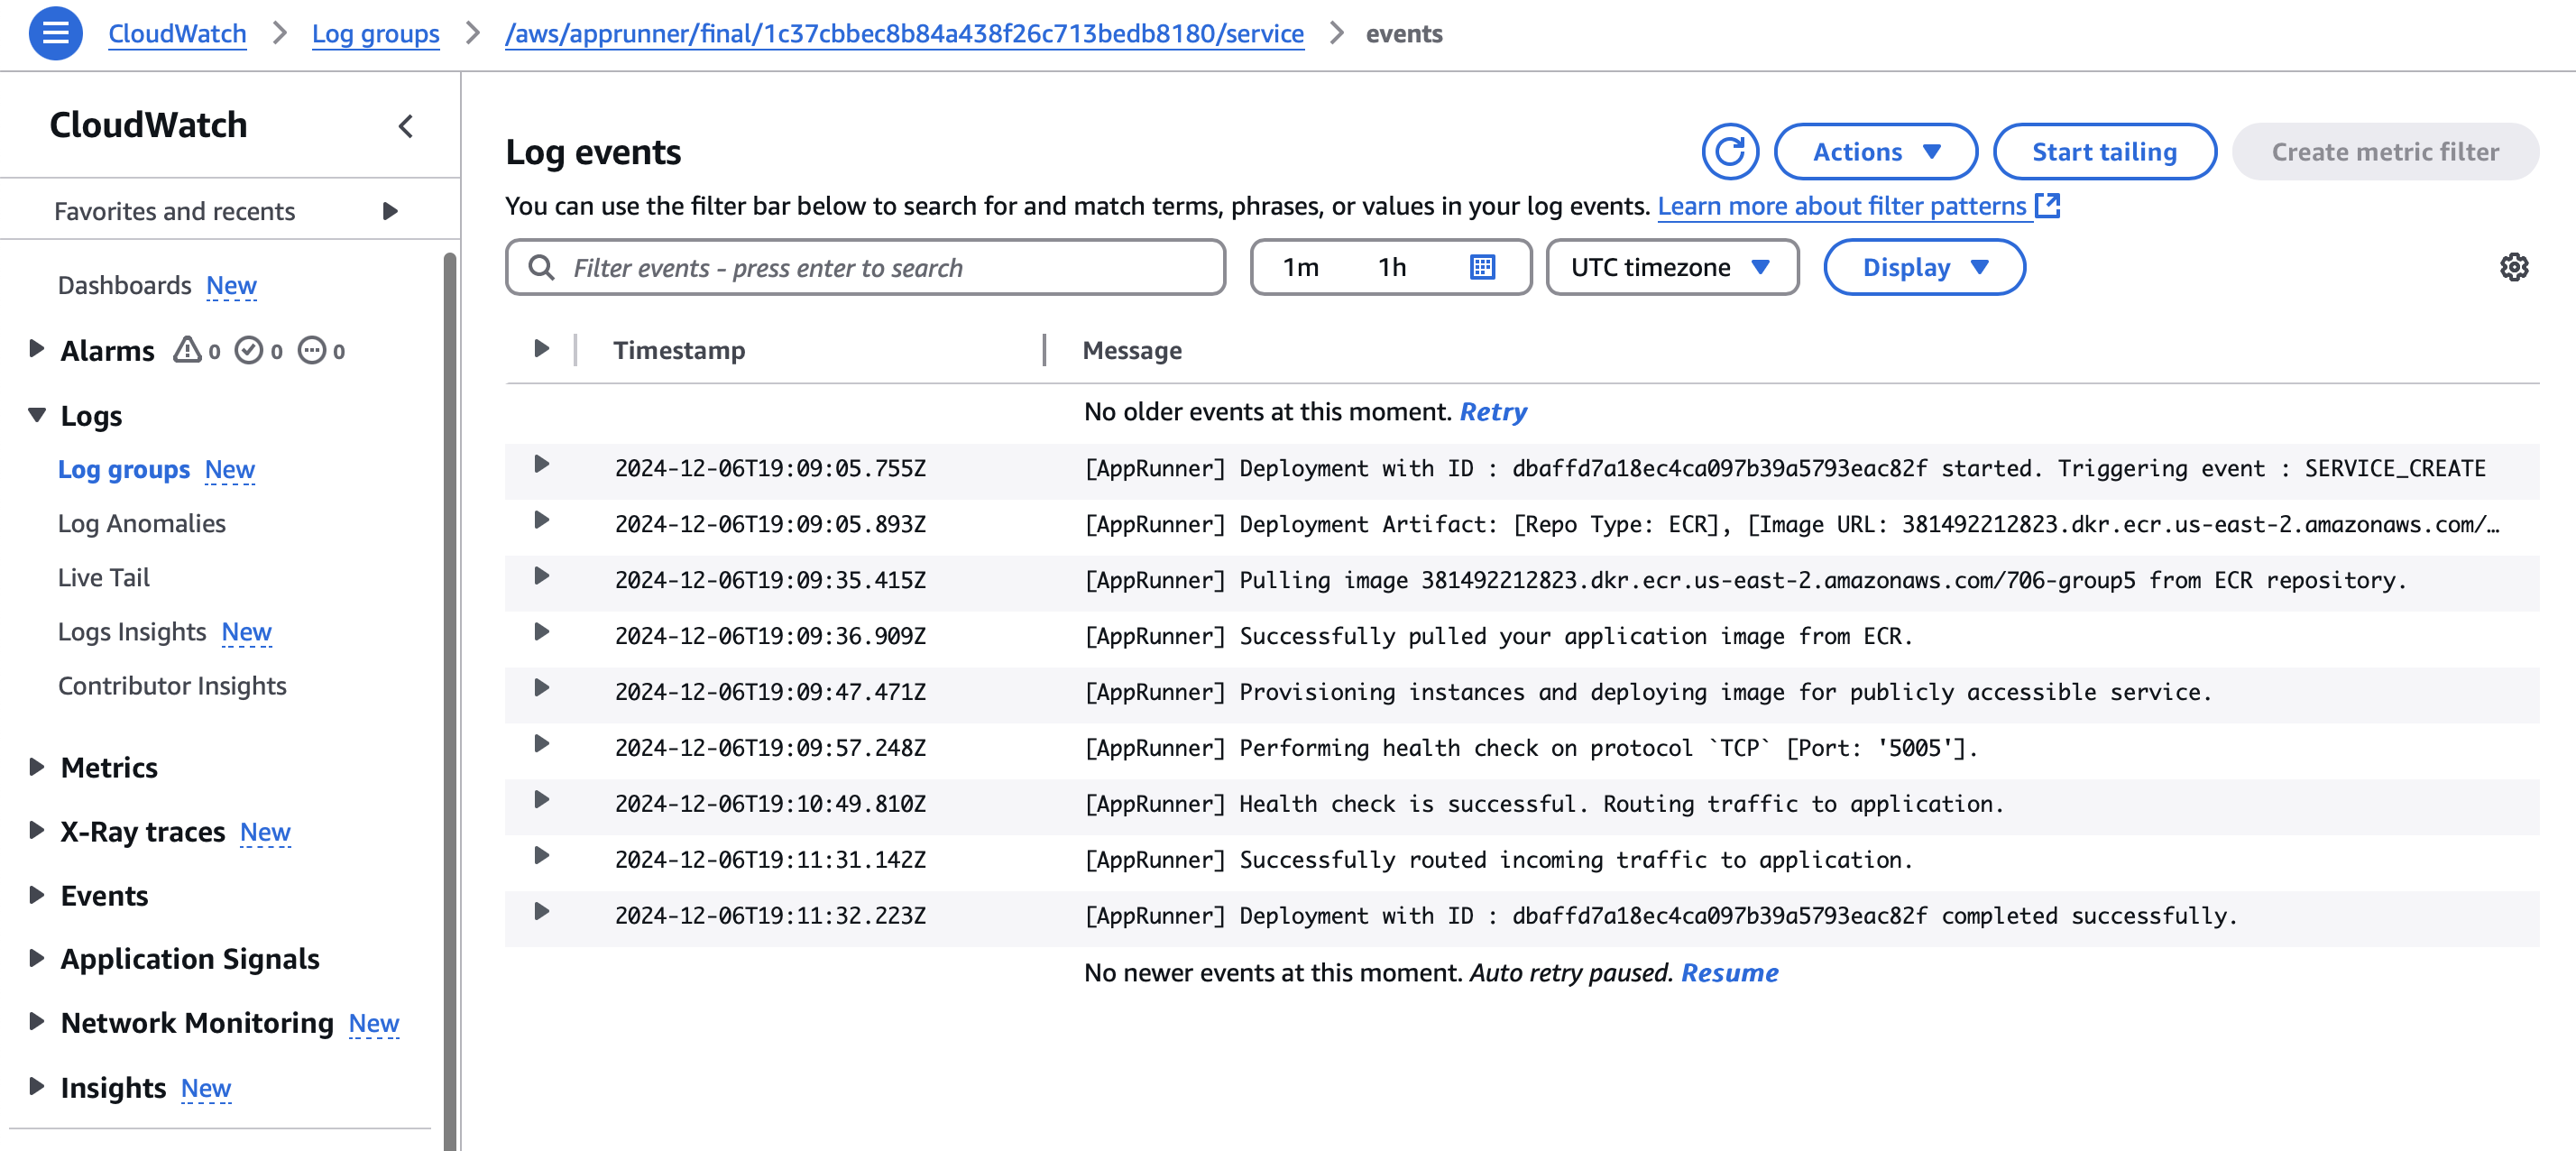 CloudWatch > Log groups > /aws/apprunner/final/1c37cbbec8b84a438f26c713bedb8180/service > events
CloudWatch
Favorites and recents
Dashboards New
Alarms 0 0 0
Logs
Log groups New
Log Anomalies
Live Tail
Logs Insights New
Contributor Insights
Metrics
X-Ray traces New
Events
Application Signals
Network Monitoring New
Insights New
Log events
Actions
Start tailing
Create metric filter
You can use the filter bar below to search for and match terms, phrases, or values in your log events. Learn more about filter patterns
Filter events - press enter to search
1m 1h
UTC timezone
Display
Timestamp Message
No older events at this moment. Retry
2024-12-06T19:09:05.755Z [AppRunner] Deployment with ID : dbaffd7a18ec4ca097b39a5793eac82f started. Triggering event : SERVICE_CREATE
2024-12-06T19:09:05.893Z [AppRunner] Deployment Artifact: [Repo Type: ECR], [Image URL: 381492212823.dkr.ecr.us-east-2.amazonaws.com/…
2024-12-06T19:09:35.415Z [AppRunner] Pulling image 381492212823.dkr.ecr.us-east-2.amazonaws.com/706-group5 from ECR repository.
2024-12-06T19:09:36.909Z [AppRunner] Successfully pulled your application image from ECR.
2024-12-06T19:09:47.471Z [AppRunner] Provisioning instances and deploying image for publicly accessible service.
2024-12-06T19:09:57.248Z [AppRunner] Performing health check on protocol `TCP` [Port: '5005'].
2024-12-06T19:10:49.810Z [AppRunner] Health check is successful. Routing traffic to application.
2024-12-06T19:11:31.142Z [AppRunner] Successfully routed incoming traffic to application.
2024-12-06T19:11:32.223Z [AppRunner] Deployment with ID : dbaffd7a18ec4ca097b39a5793eac82f completed successfully.
No newer events at this moment. Auto retry paused. Resume